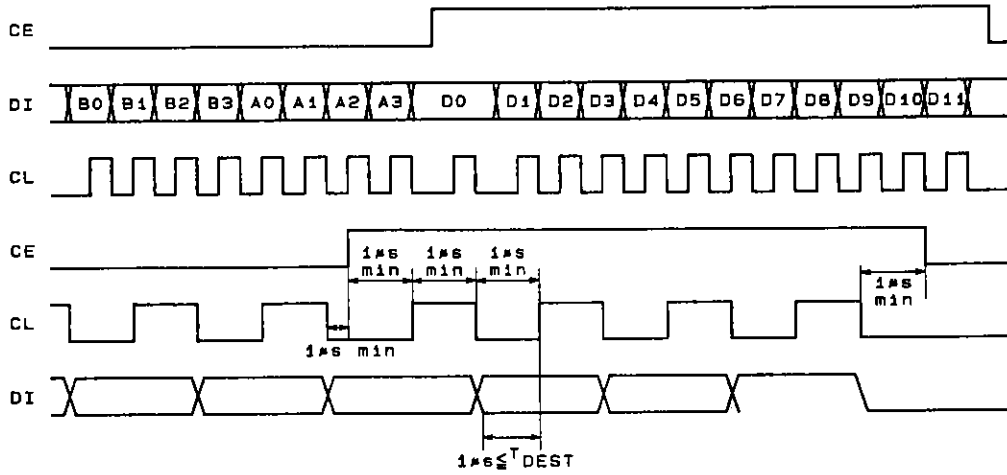 CE
DI B0 B1 B2 B3 A0 A1 A2 A3 D0 D1 D2 D3 D4 D5 D6 D7 D8 D9 D10 D11
CL
CE
1μs 1μs 1μs 1μs
min min min min
CL
1μs min
DI
1μs≦TDEST